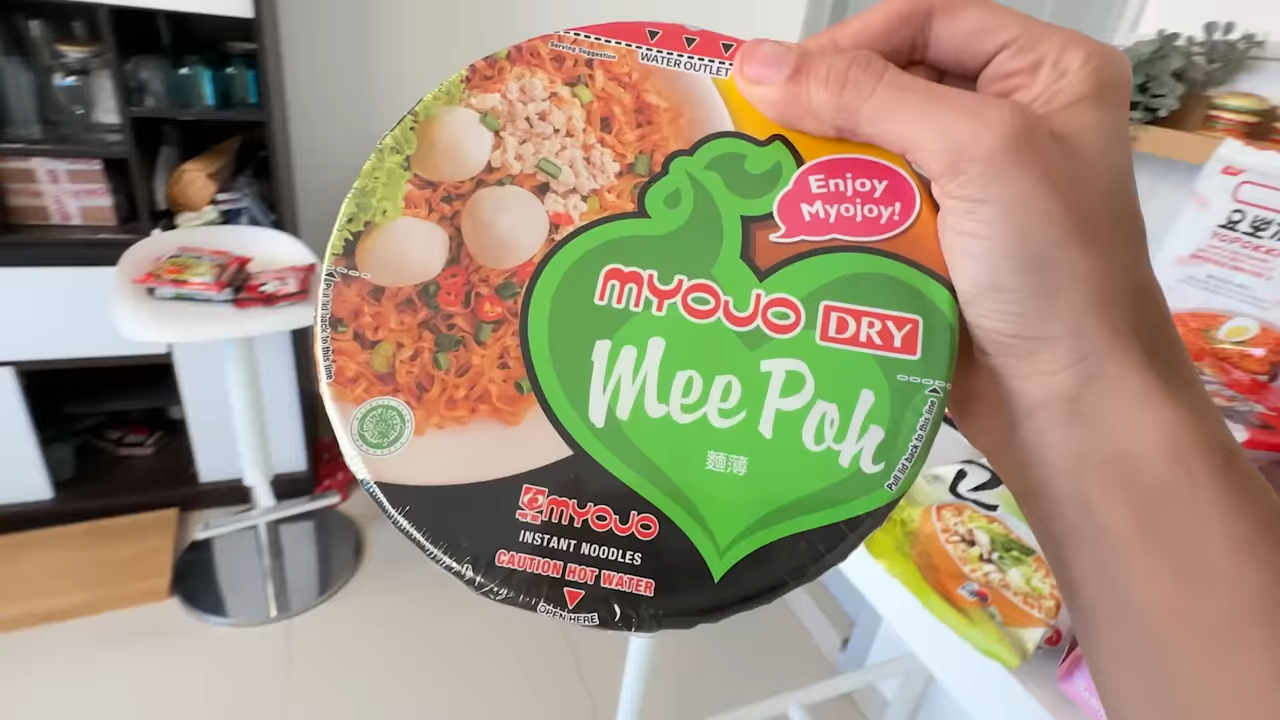 Serving Suggestion
WATER OUTLET
Enjoy
Myojoy!
MYOJO DRY
Mee Poh
麵薄
Pull lid back to this line
Pull lid back to this line
MYOJO
INSTANT NOODLES
CAUTION HOT WATER
OPEN HERE